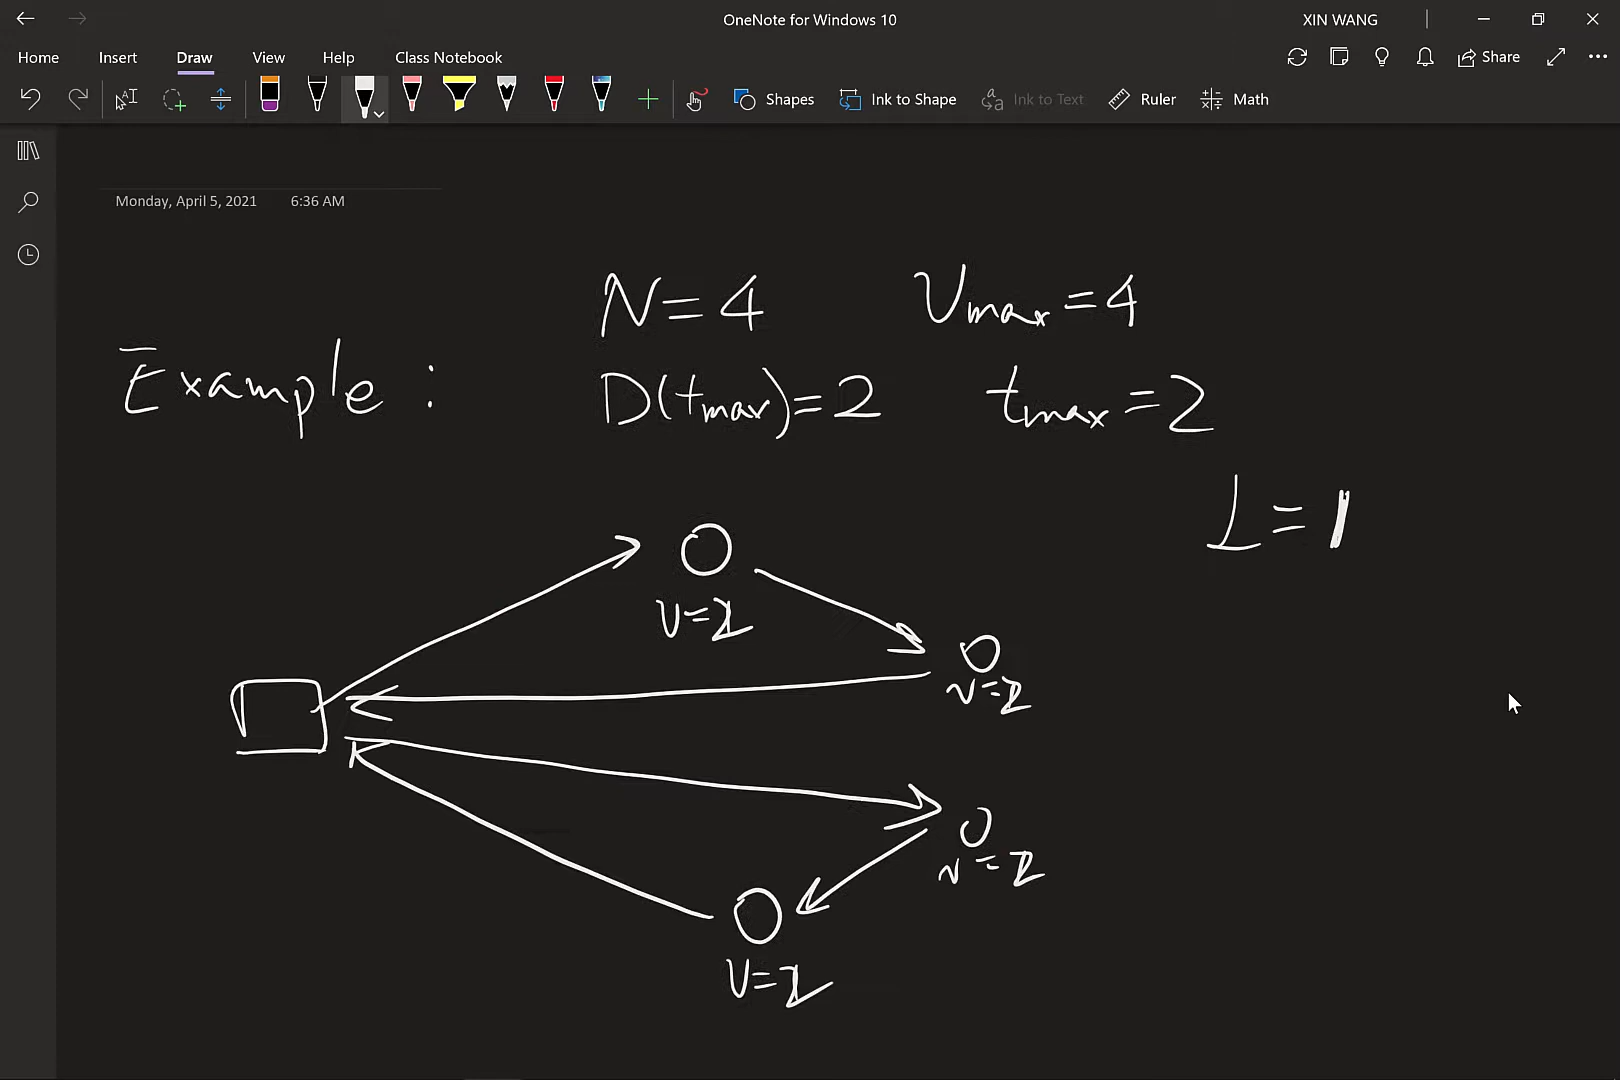 OneNote for Windows 10
XIN WANG
Home Insert Draw View Help Class Notebook
Share
Shapes Ink to Shape Ink to Text Ruler Math
Monday, April 5, 2021 6:36 AM
N=4 Vmax=4
Example: D(tmax)=2 tmax=2
L=1
V=2
v=2
v=2
V=2